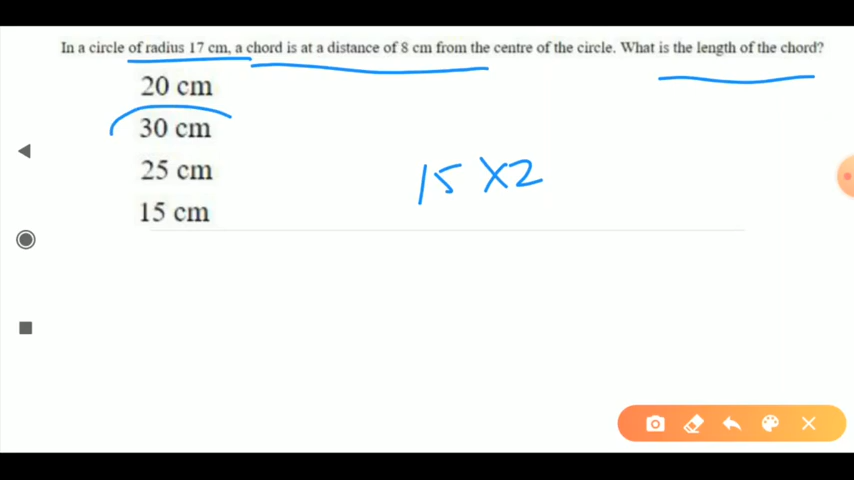 In a circle of radius 17 cm, a chord is at a distance of 8 cm from the centre of the circle. What is the length of the chord?
20 cm
30 cm
25 cm
15 cm
15 X2